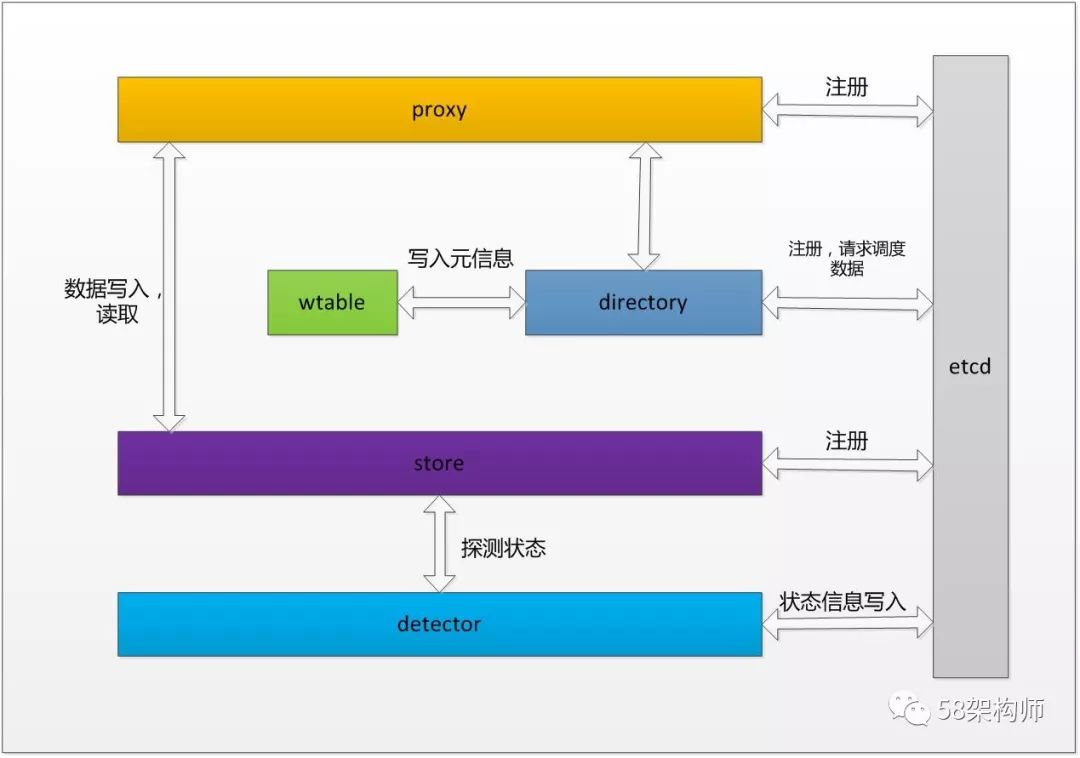 proxy
注册
写入元信息
注册，请求调度
数据
数据写入，
读取
wtable
directory
etcd
store
注册
探测状态
detector
状态信息写入
58架构师